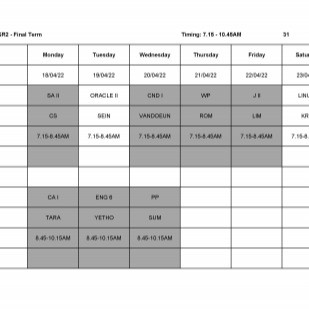 SR2 - Final Term Timing: 7.15 - 10.45AM 31
Monday Tuesday Wednesday Thursday Friday Satu
18/04/22 19/04/22 20/04/22 21/04/22 22/04/22 23/0
SA II ORACLE II CND I WP J II LINU
CS SEIN VANDOEUN ROM LIM KR
7.15-8.45AM 7.15-8.45AM 7.15-8.45AM 7.15-8.45AM 7.15-8.45AM 7.15-8.
CA I ENG 8 PP
TARA YETHO SUM
8.45-10.15AM 8.45-10.15AM 8.45-10.15AM